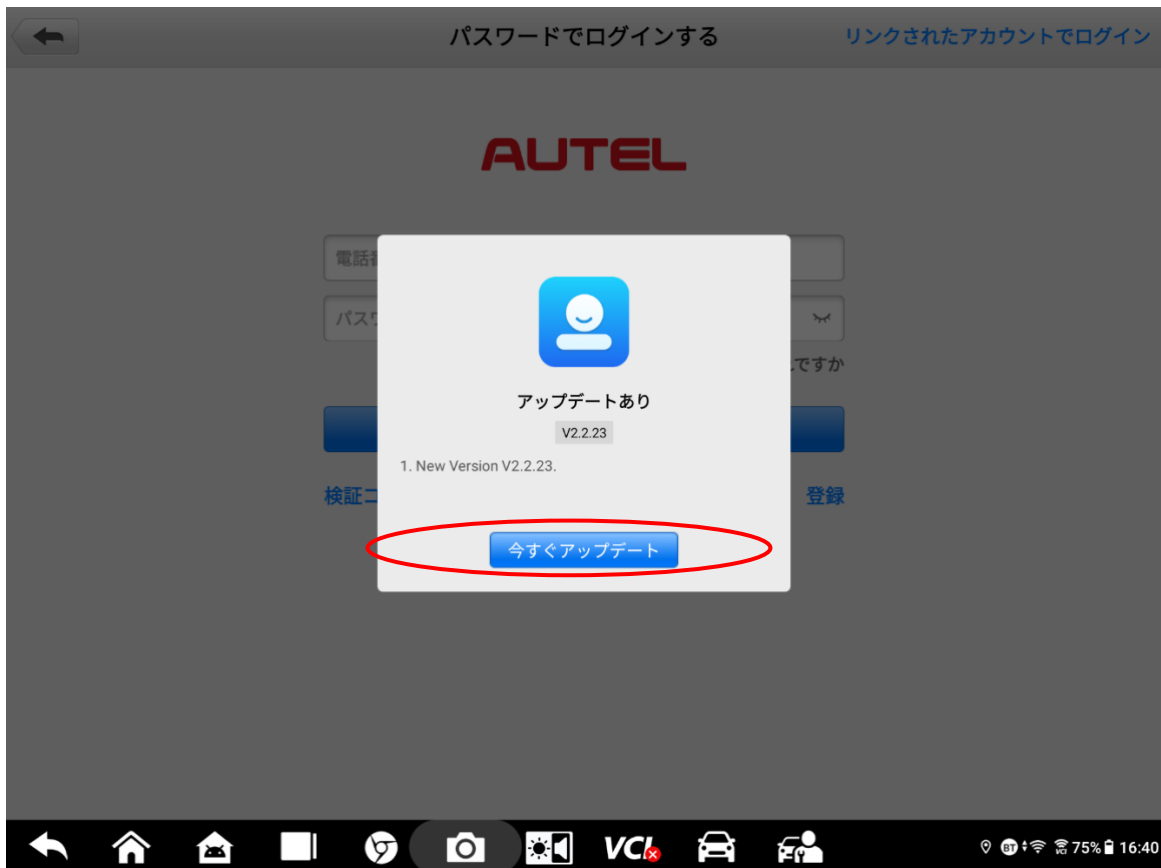 パスワードでログインする
リンクされたアカウントでログイン
AUTEL
電話
パス
ですか
アップデートあり
V2.2.23
1. New Version V2.2.23.
検証コ
登録
今すぐアップデート
VCI
BT
VCI
75%
16:40